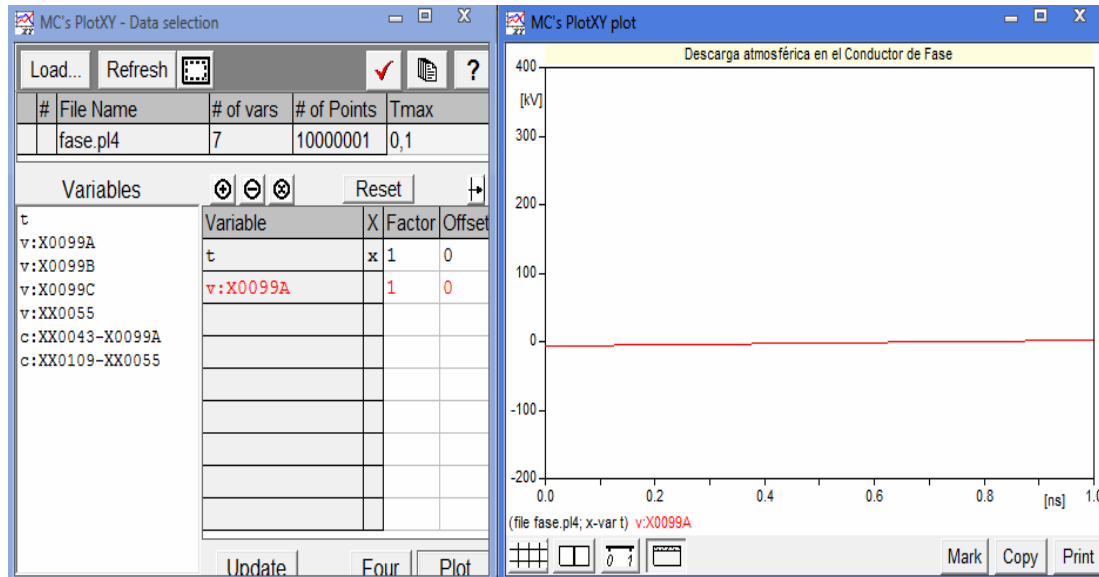 MC's PlotXY - Data selection
Load... Refresh ?
# File Name # of vars # of Points Tmax
fase.pl4 7 10000001 0,1
Variables Reset
Variable X Factor Offset
t x 1 0
v:X0099A 1 0
t
v:X0099A
v:X0099B
v:X0099C
v:XX0055
c:XX0043-X0099A
c:XX0109-XX0055
Update Four Plot
MC's PlotXY plot
Descarga atmosférica en el Conductor de Fase
400
[kV]
300
200
100
0
-100
-200
0.0 0.2 0.4 0.6 0.8 [ns] 1.0
(file fase.pl4; x-var t) v:X0099A
0 1
Mark Copy Print